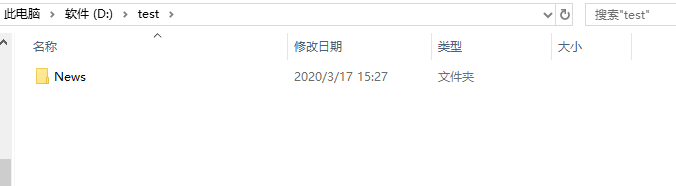 此电脑 > 软件 (D:) > test >
搜索"test"
名称 修改日期 类型 大小
News 2020/3/17 15:27 文件夹